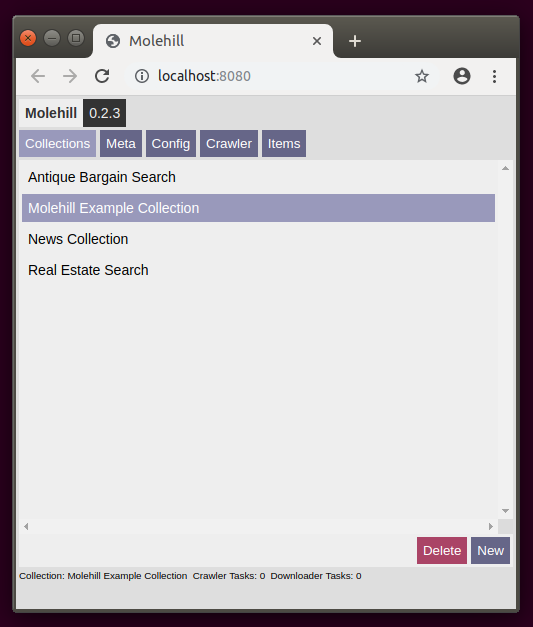 Molehill
localhost:8080
Molehill 0.2.3
Collections Meta Config Crawler Items
Antique Bargain Search
Molehill Example Collection
News Collection
Real Estate Search
Delete New
Collection: Molehill Example Collection Crawler Tasks: 0 Downloader Tasks: 0